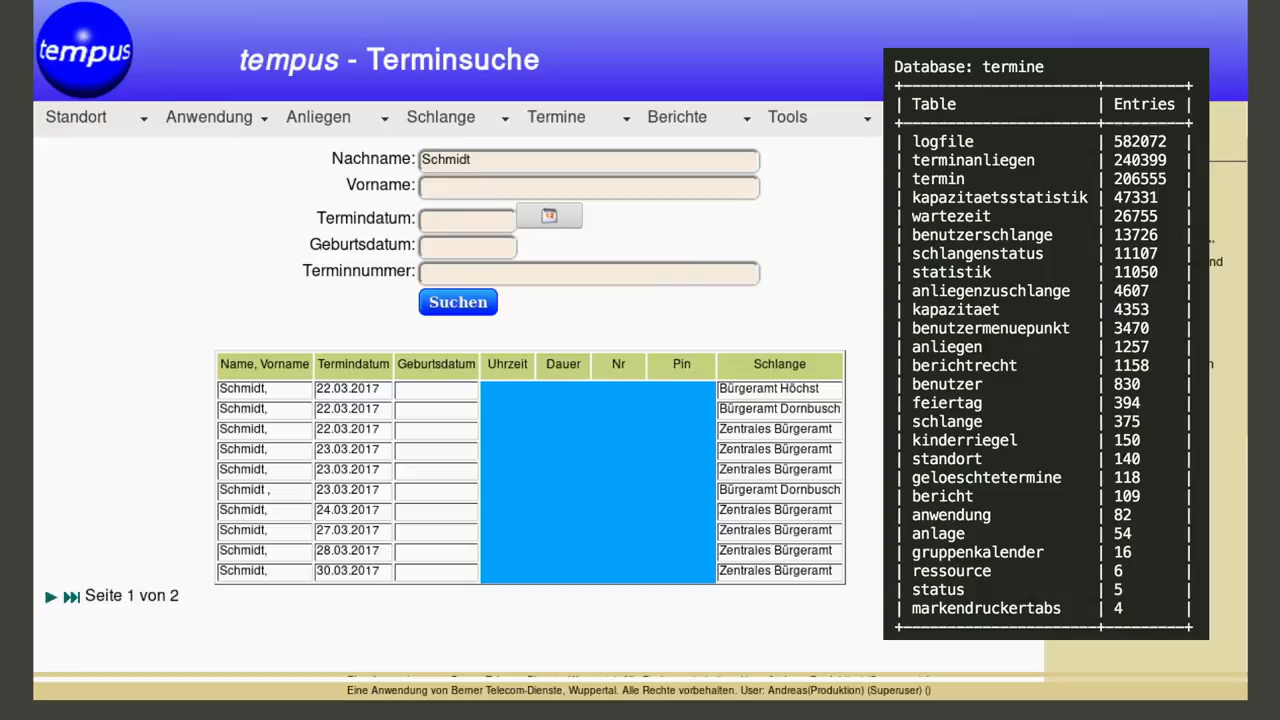 tempus
tempus - Terminsuche
Standort Anwendung Anliegen Schlange Termine Berichte Tools
Nachname: Schmidt
Vorname:
Termindatum: 12
Geburtsdatum:
Terminnummer:
Suchen
Name, Vorname Termindatum Geburtsdatum Uhrzeit Dauer Nr Pin Schlange
Schmidt, 22.03.2017 Bürgeramt Höchst
Schmidt, 22.03.2017 Bürgeramt Dornbusch
Schmidt, 22.03.2017 Zentrales Bürgeramt
Schmidt, 23.03.2017 Zentrales Bürgeramt
Schmidt, 23.03.2017 Zentrales Bürgeramt
Schmidt , 23.03.2017 Bürgeramt Dornbusch
Schmidt, 24.03.2017 Zentrales Bürgeramt
Schmidt, 27.03.2017 Zentrales Bürgeramt
Schmidt, 28.03.2017 Zentrales Bürgeramt
Schmidt, 30.03.2017 Zentrales Bürgeramt
Seite 1 von 2
Database: termine
| Table | Entries |
| logfile | 582072 |
| terminanliegen | 240399 |
| termin | 206555 |
| kapazitaetsstatistik | 47331 |
| wartezeit | 26755 |
| benutzerschlange | 13726 |
| schlangenstatus | 11107 |
| statistik | 11050 |
| anliegenzuschlange | 4607 |
| kapazitaet | 4353 |
| benutzermenuepunkt | 3470 |
| anliegen | 1257 |
| berichtrecht | 1158 |
| benutzer | 830 |
| feiertag | 394 |
| schlange | 375 |
| kinderriegel | 150 |
| standort | 140 |
| geloeschtetermine | 118 |
| bericht | 109 |
| anwendung | 82 |
| anlage | 54 |
| gruppenkalender | 16 |
| ressource | 6 |
| status | 5 |
| markendruckertabs | 4 |
Eine Anwendung von Berner Telecom-Dienste, Wuppertal. Alle Rechte vorbehalten. User: Andreas(Produktion) (Superuser) ()